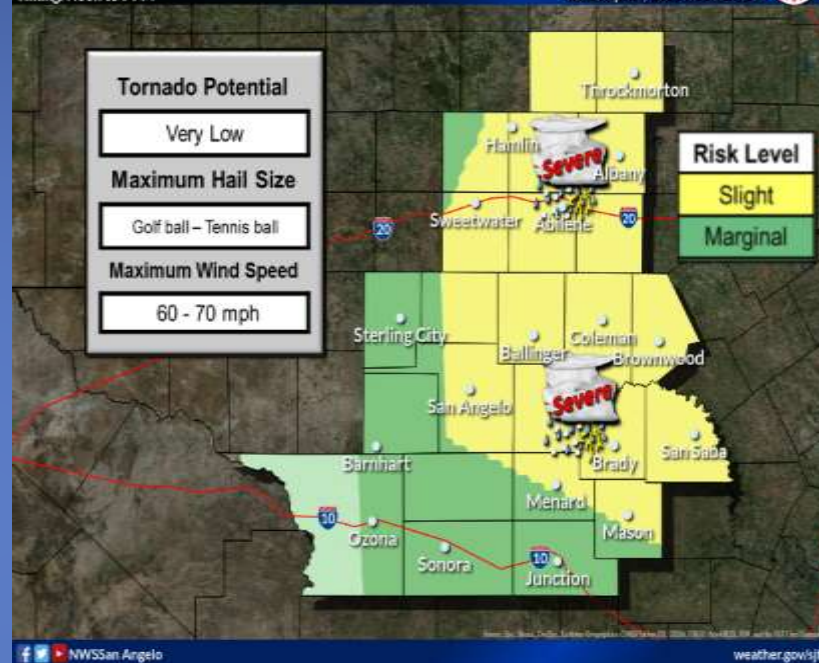 Tornado Potential
Very Low
Maximum Hail Size
Golf ball – Tennis ball
Maximum Wind Speed
60 - 70 mph
Risk Level
Slight
Marginal
Throckmorton
Hamlin
Severe
Albany
Sweetwater
Abilene
20
20
Sterling City
Ballinger
Coleman
Brownwood
San Angelo
Severe
Barnhart
Brady
San Saba
Menard
Mason
10
Ozona
Sonora
10
Junction
NWSSan Angelo
weather.gov/sjt